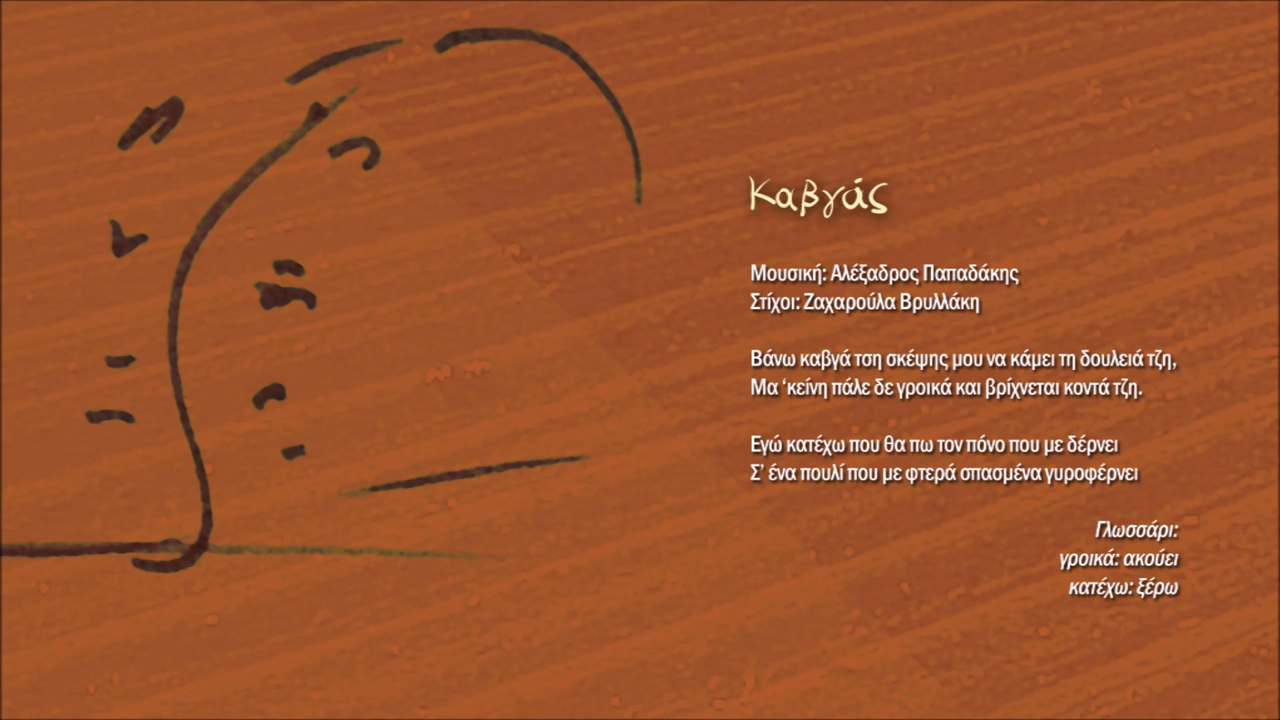 Καβγάς
Μουσική: Αλέξαδρος Παπαδάκης
Στίχοι: Ζαχαρούλα Βρυλλάκη
Βάνω καβγά τση σκέψης μου να κάμει τη δουλειά τζη,
Μα ‘κείνη πάλε δε γροικά και βρίχνεται κοντά τζη.
Εγώ κατέχω που θα πω τον πόνο που με δέρνει
Σ’ ένα πουλί που με φτερά σπασμένα γυροφέρνει
Γλωσσάρι:
γροικά: ακούει
κατέχω: ξέρω